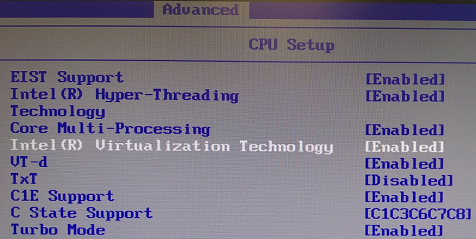 Advanced
CPU Setup
EIST Support [Enabled]
Intel(R) Hyper-Threading [Enabled]
Technology
Core Multi-Processing [Enabled]
Intel(R) Virtualization Technology [Enabled]
VT-d [Enabled]
TxT [Disabled]
C1E Support [Enabled]
C State Support [C1C3C6C7C8]
Turbo Mode [Enabled]